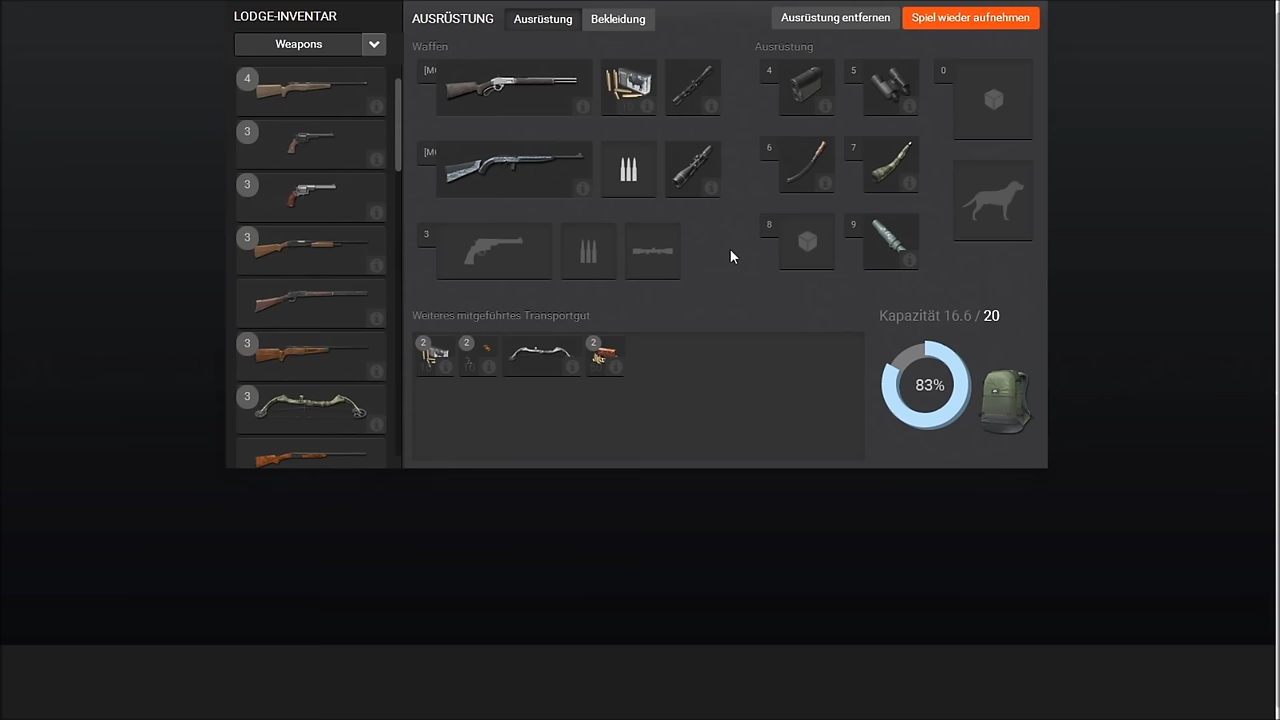 LODGE-INVENTAR
Weapons
4
3
3
3
3
3
AUSRÜSTUNG
Ausrüstung
Bekleidung
Ausrüstung entfernen
Spiel wieder aufnehmen
Waffen
[M
[M
3
Ausrüstung
4
5
0
6
7
8
9
Weiteres mitgeführtes Transportgut
2
2
2
Kapazität 16.6 / 20
83%